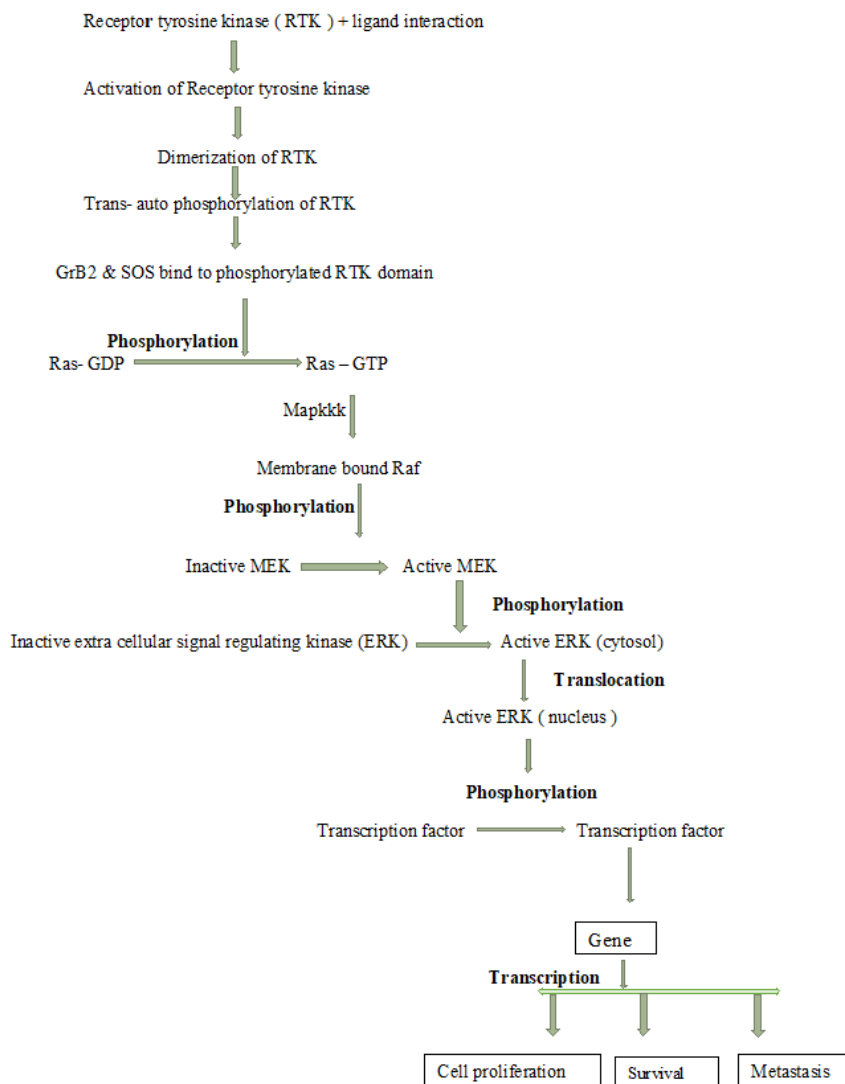 Receptor tyrosine kinase ( RTK ) + ligand interaction
Activation of Receptor tyrosine kinase
Dimerization of RTK
Trans- auto phosphorylation of RTK
GrB2 & SOS bind to phosphorylated RTK domain
Phosphorylation
Ras- GDP
Ras – GTP
Mapkkk
Membrane bound Raf
Phosphorylation
Inactive MEK
Active MEK
Phosphorylation
Inactive extra cellular signal regulating kinase (ERK)
Active ERK (cytosol)
Translocation
Active ERK ( nucleus )
Phosphorylation
Transcription factor
Transcription factor
Gene
Transcription
Cell proliferation
Survival
Metastasis